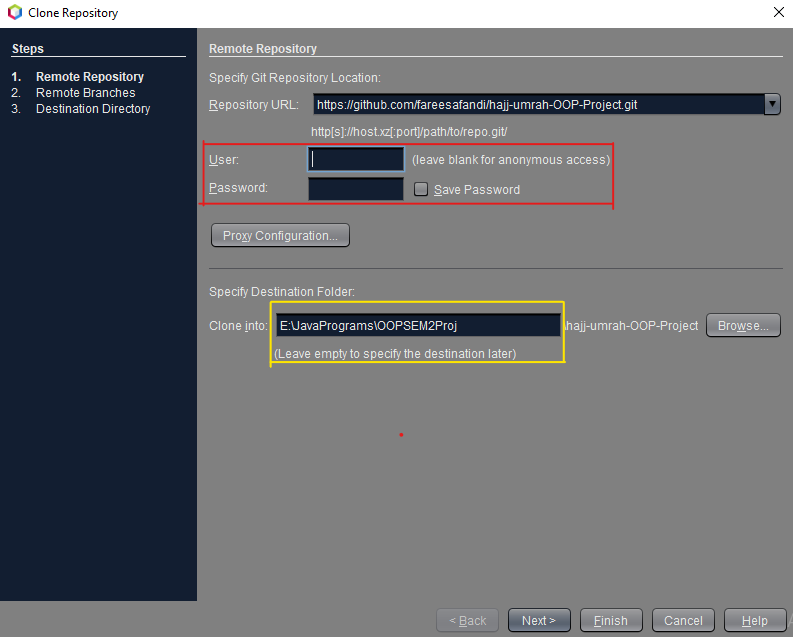 Clone Repository
Steps
1. Remote Repository
2. Remote Branches
3. Destination Directory
Remote Repository
Specify Git Repository Location:
Repository URL: https://github.com/fareesafandi/hajj-umrah-OOP-Project.git
http[s]://host.xz[:port]/path/to/repo.git/
User: (leave blank for anonymous access)
Password: Save Password
Proxy Configuration...
Specify Destination Folder:
Clone into: E:\JavaPrograms\OOPSEM2Proj \hajj-umrah-OOP-Project Browse...
(Leave empty to specify the destination later)
< Back Next > Finish Cancel Help